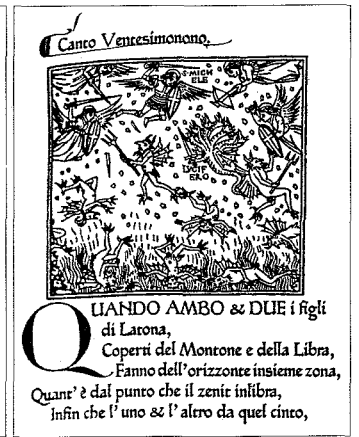 Canto Ventesimonono.
S·MICH
ELE
LVCIF
ERO
QUANDO AMBO & DUE i figli
di Latona,
Coperti del Montone e della Libra,
Fanno dell'orizzonte insieme zona,
Quant' è dal punto che il zenit inlibra,
Infin che l' uno & l' altro da quel cinto,